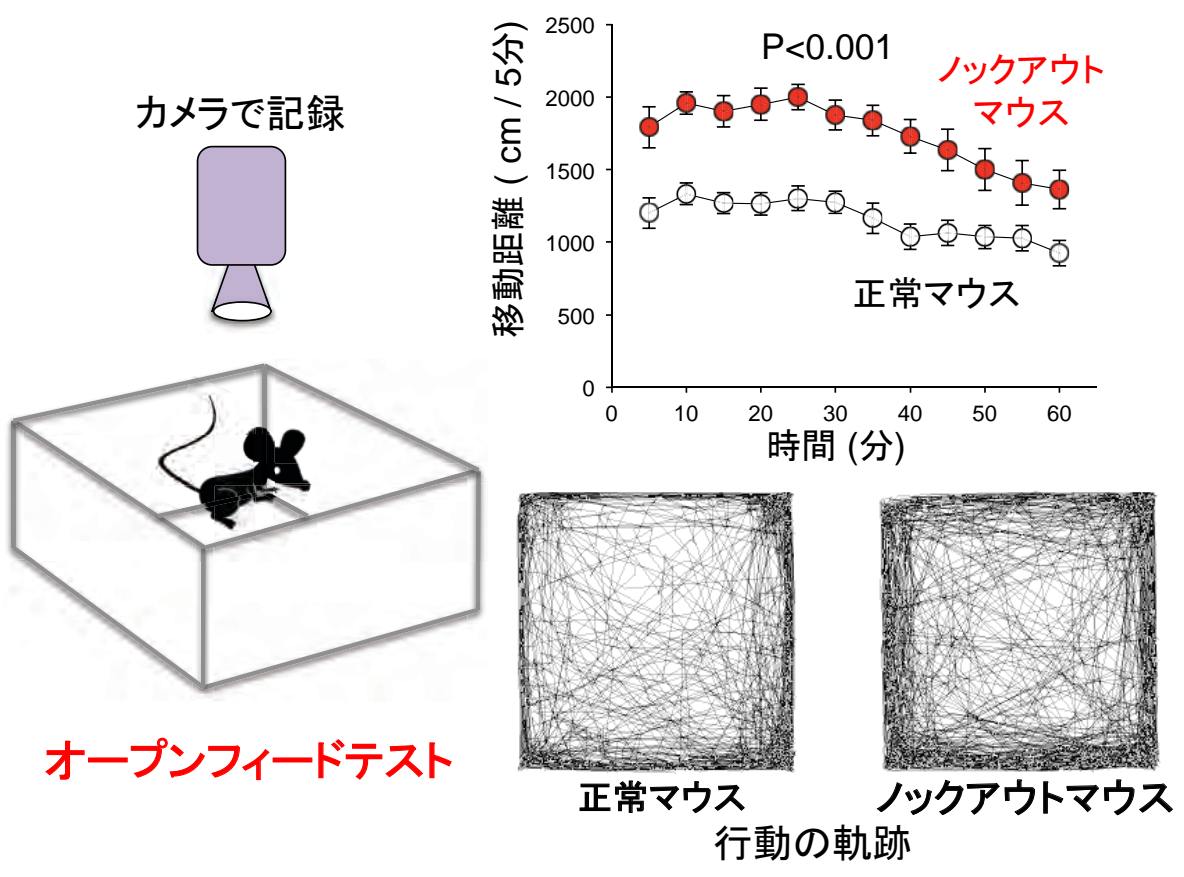 カメラで記録
オープンフィードテスト
移動距離 ( cm / 5分)
2500
2000
1500
1000
500
0
P<0.001
ノックアウト
マウス
正常マウス
0 10 20 30 40 50 60
時間 (分)
正常マウス
ノックアウトマウス
行動の軌跡